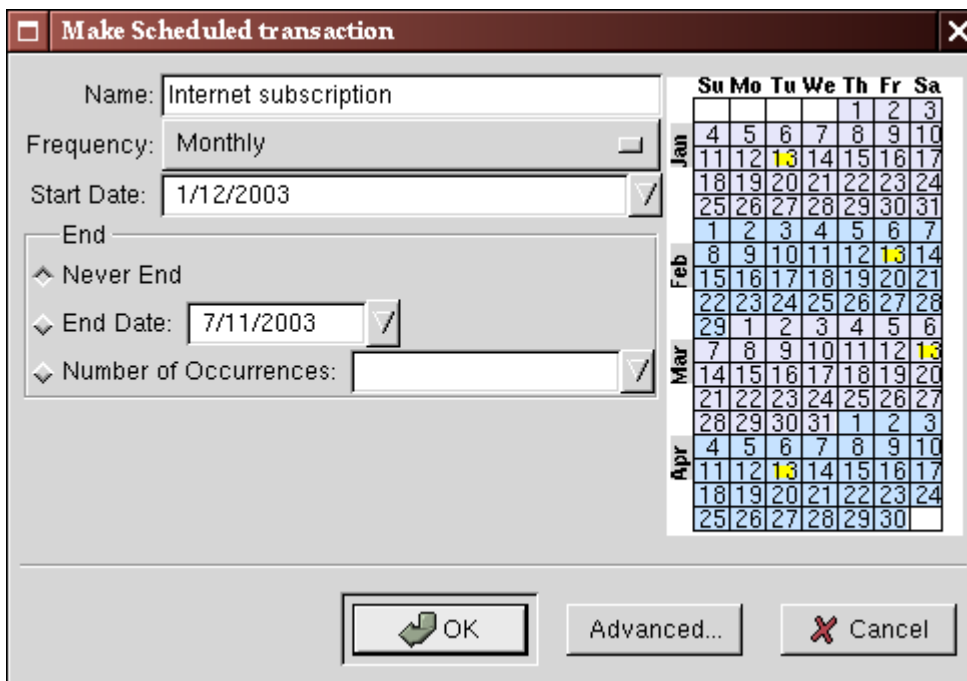 Make Scheduled transaction
Name: Internet subscription
Frequency: Monthly
Start Date: 1/12/2003
End
Never End
End Date: 7/11/2003
Number of Occurrences:
Su Mo Tu We Th Fr Sa
1 2 3
Jan 4 5 6 7 8 9 10
11 12 13 14 15 16 17
18 19 20 21 22 23 24
25 26 27 28 29 30 31
1 2 3 4 5 6 7
Feb 8 9 10 11 12 13 14
15 16 17 18 19 20 21
22 23 24 25 26 27 28
29 1 2 3 4 5 6
Mar 7 8 9 10 11 12 13
14 15 16 17 18 19 20
21 22 23 24 25 26 27
28 29 30 31 1 2 3
Apr 4 5 6 7 8 9 10
11 12 13 14 15 16 17
18 19 20 21 22 23 24
25 26 27 28 29 30
OK Advanced... Cancel